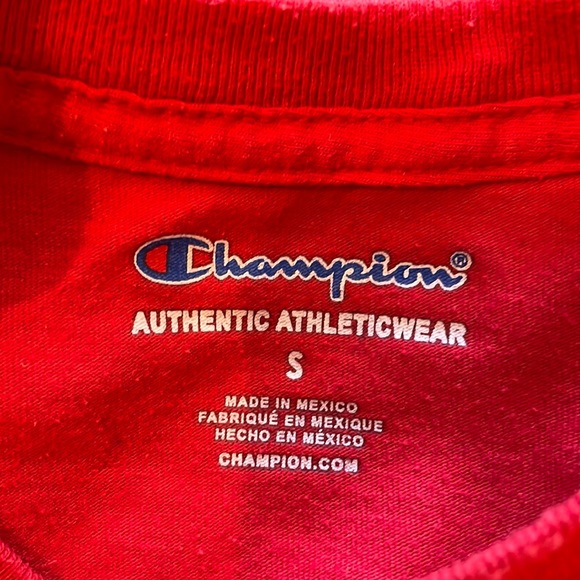 Champion®
AUTHENTIC ATHLETICWEAR
S
MADE IN MEXICO
FABRIQUÉ EN MEXIQUE
HECHO EN MÉXICO
CHAMPION.COM